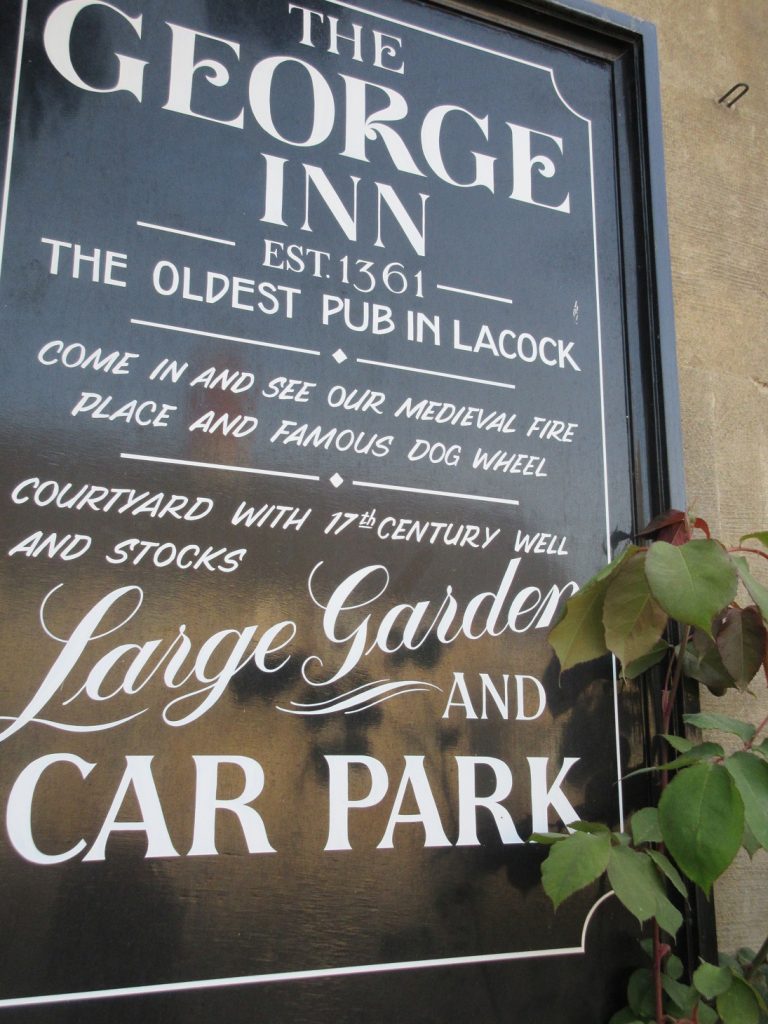 THE
GEORGE
INN
EST. 1361
THE OLDEST PUB IN LACOCK
COME IN AND SEE OUR MEDIEVAL FIRE
PLACE AND FAMOUS DOG WHEEL
COURTYARD WITH 17th CENTURY WELL
AND STOCKS
Large Garden
AND
CAR PARK